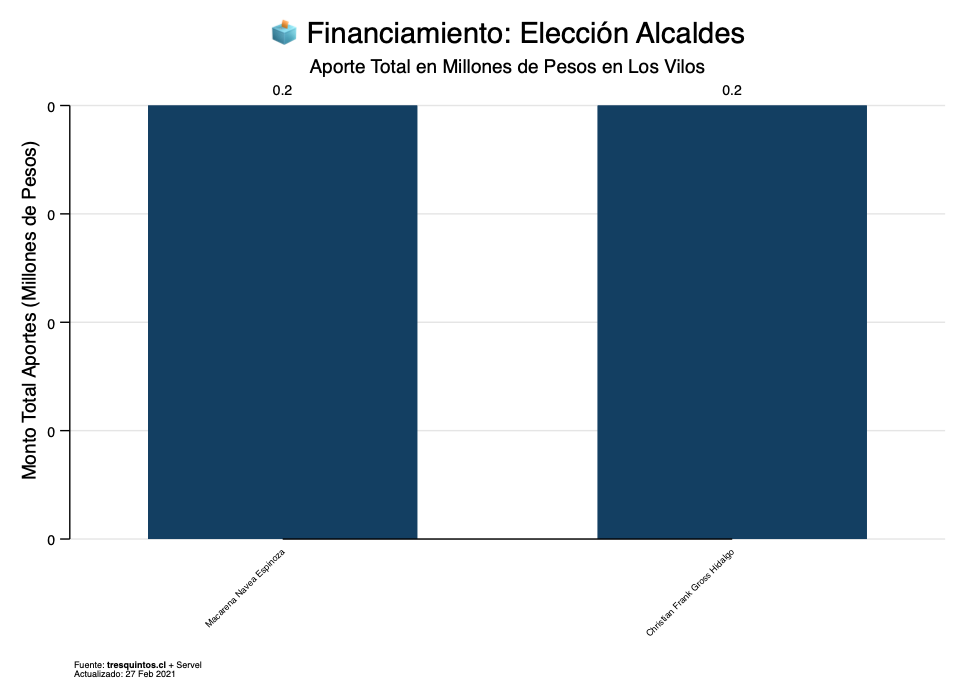 🗳️ Financiamiento: Elección Alcaldes
Aporte Total en Millones de Pesos en Los Vilos
0.2
0.2
Monto Total Aportes (Millones de Pesos)
0
0
0
0
0
Macarena Navea Espinoza
Christian Frank Gross Hidalgo
Fuente: tresquintos.cl + Servel
Actualizado: 27 Feb 2021